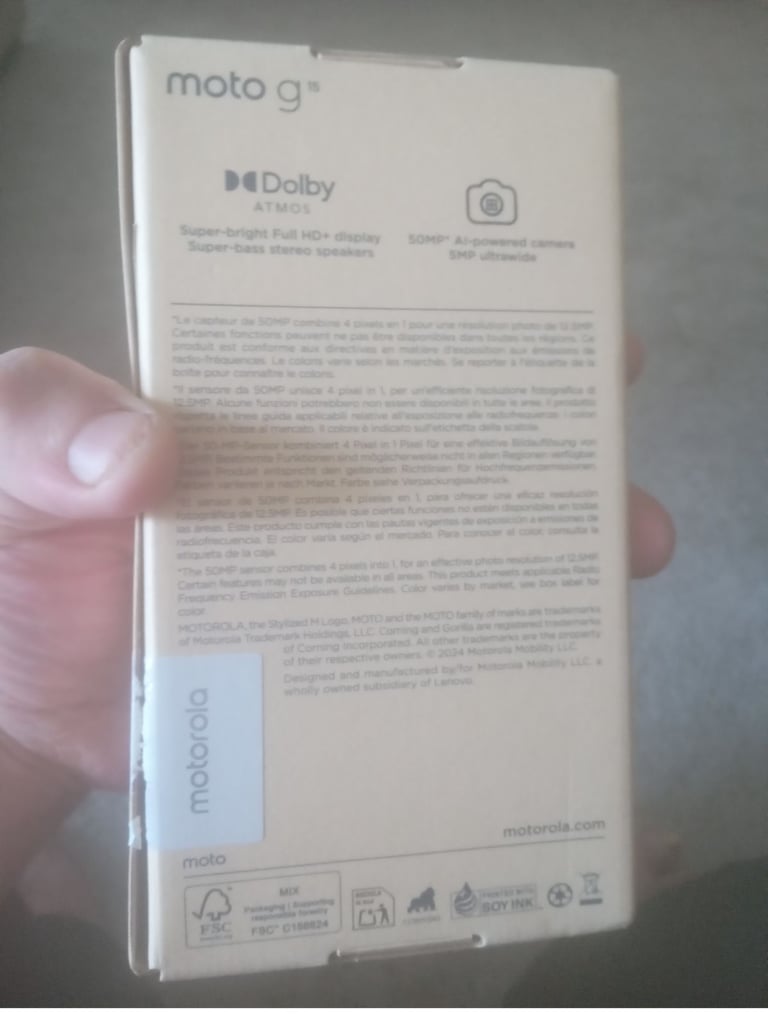 moto g 15
Dolby
ATMOS
Super-bright Full HD+ display
Super-bass stereo speakers
50MP* AI-powered camera
5MP ultrawide
*Le capteur de 50MP combine 4 pixels en 1 pour une résolution photo de 12.5MP.
Certaines fonctions peuvent ne pas être disponibles dans toutes les régions. Ce
produit est conforme aux directives en matière d'exposition aux émissions de
radio-fréquences. Le coloris varie selon les marchés. Se reporter à l'étiquette de la
boîte pour connaître le coloris.
*Il sensore da 50MP unisce 4 pixel in 1, per un'efficiente risoluzione fotografica di
12.5MP. Alcune funzioni potrebbero non essere disponibili in tutte le aree. Il prodotto
le linee guida applicabili relative all'esposizione alle radiofrequenze. I colori
in base al mercato. Il colore è indicato sull'etichetta della scatola.
50-MP-Sensor kombiniert 4 Pixel in 1 Pixel für eine effektive Bildauflösung von
Bestimmte Funktionen sind möglicherweise nicht in allen Regionen verfügbar.
Produkt entspricht den geltenden Richtlinien für Hochfrequenzemissionen.
variieren je nach Markt. Farbe siehe Verpackungsaufdruck.
sensor de 50MP combina 4 píxeles en 1, para ofrecer una eficaz resolución
fotográfica de 12.5MP. Es posible que ciertas funciones no estén disponibles en todas
las áreas. Este producto cumple con las pautas vigentes de exposición a emisiones de
radiofrecuencia. El color varía según el mercado. Para conocer el color, consulta la
etiqueta de la caja.
*The 50MP sensor combines 4 pixels into 1, for an effective photo resolution of 12.5MP.
Certain features may not be available in all areas. This product meets applicable Radio
Frequency Emission Exposure Guidelines. Color varies by market, see box label for
color.
MOTOROLA, the Stylized M Logo, MOTO and the MOTO family of marks are trademarks
of Motorola Trademark Holdings, LLC. Corning and Gorilla are registered trademarks
of Corning Incorporated. All other trademarks are the property
of their respective owners. © 2024 Motorola Mobility LLC.
Designed and manufactured by/for Motorola Mobility LLC, a
wholly owned subsidiary of Lenovo.
motorola
motorola.com
moto
FSC
MIX
Packaging | Supporting
responsible forestry
FSC™ C158824
PRINTED WITH
SOY INK